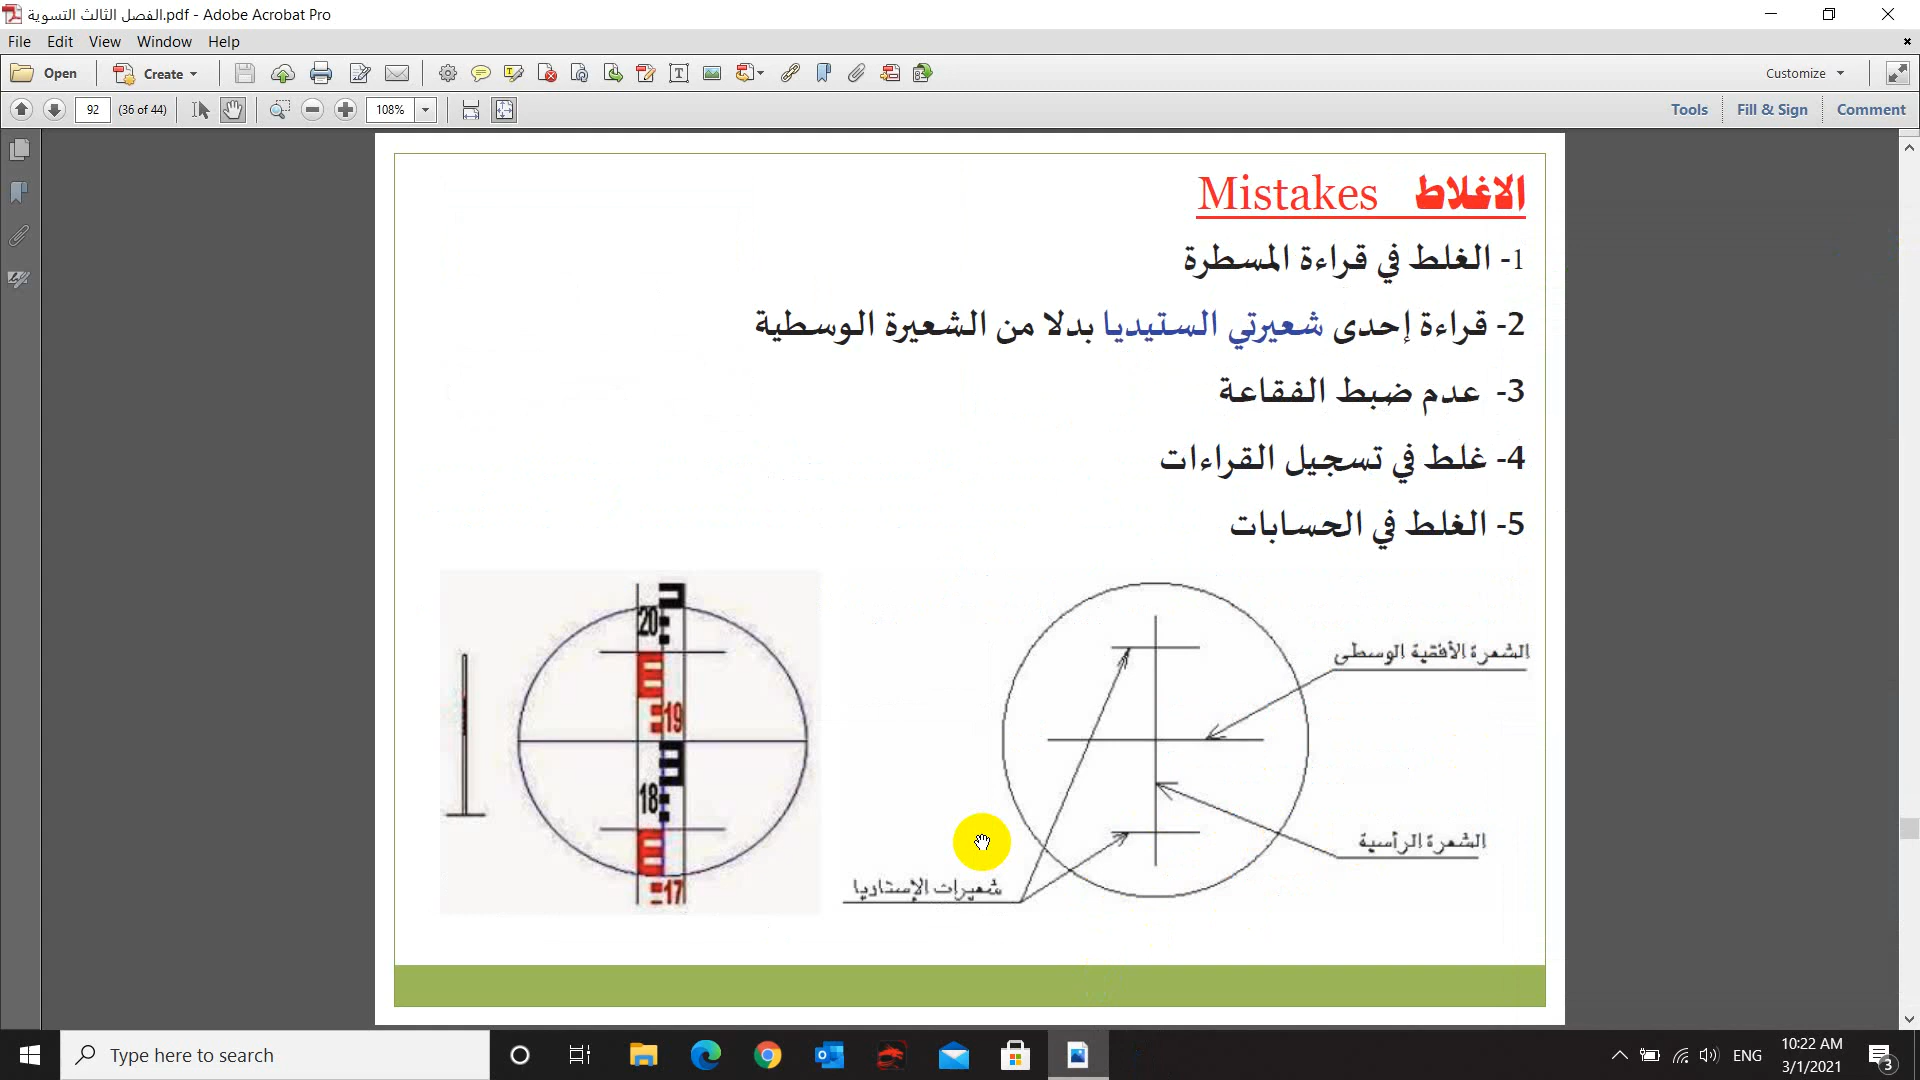 الفصل الثالث التسوية.pdf - Adobe Acrobat Pro
File Edit View Window Help
Open Create Customize
92 (36 of 44) 108% Tools Fill & Sign Comment
الاغلاط Mistakes
1- الغلط في قراءة المسطرة
2- قراءة إحدى شعيرتي الستيديا بدلا من الشعيرة الوسطية
3- عدم ضبط الفقاعة
4- غلط في تسجيل القراءات
5- الغلط في الحسابات
20
19
18
17
الشعرة الأفقية الوسطى
الشعرة الرأسية
شعيرات الإستاديا
Type here to search
ENG
10:22 AM
3/1/2021
3